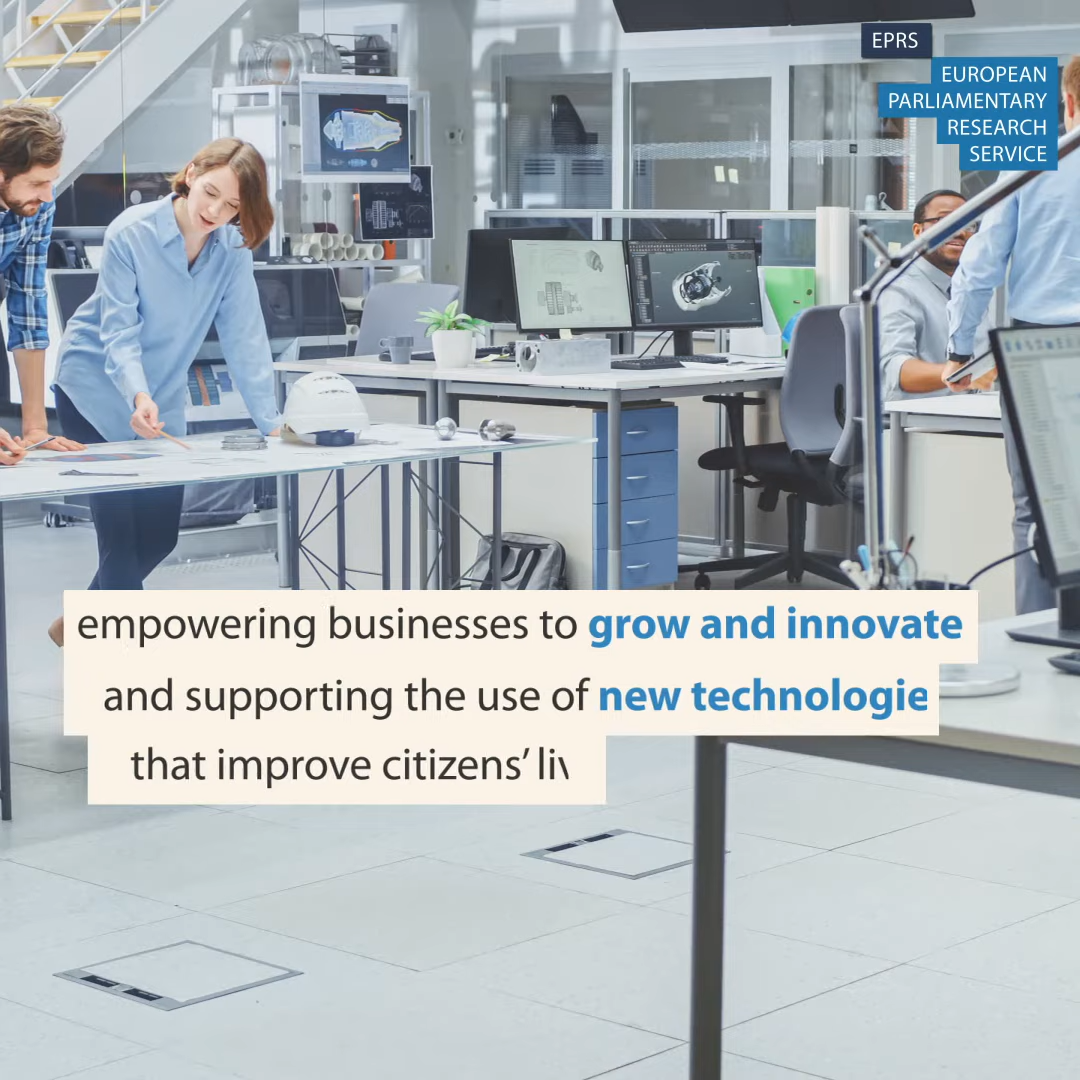 EPRS
EUROPEAN
PARLIAMENTARY
RESEARCH
SERVICE
empowering businesses to grow and innovate
and supporting the use of new technologie
that improve citizens’